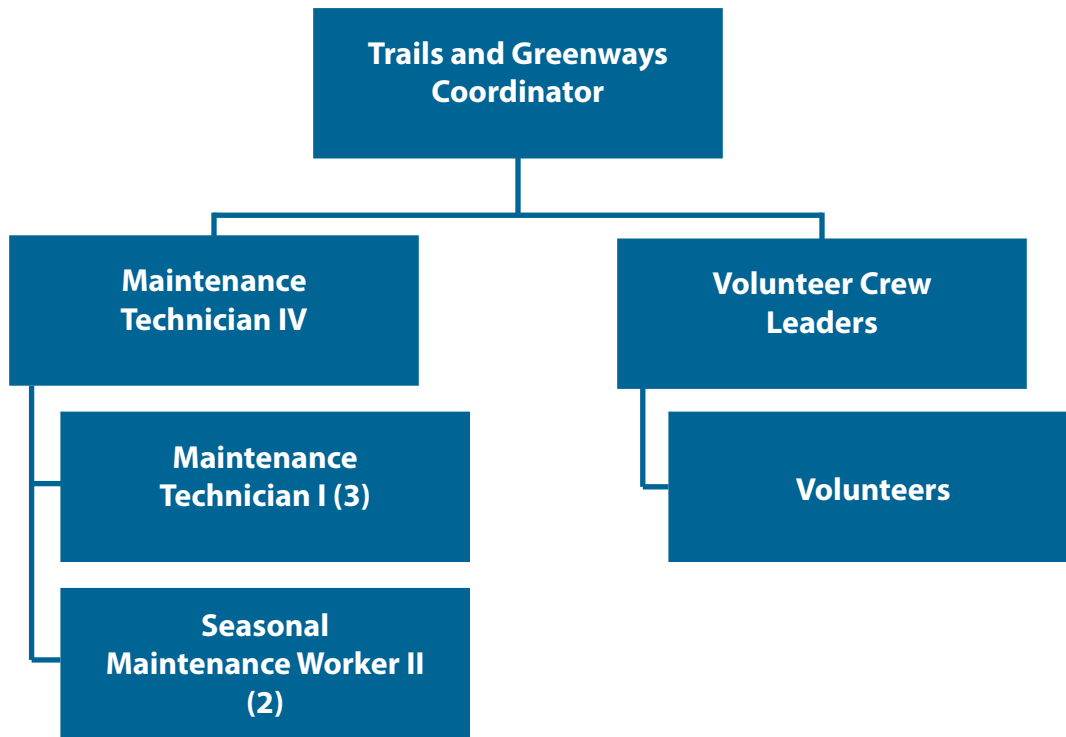 Trails and Greenways
Coordinator
Maintenance
Technician IV
Volunteer Crew
Leaders
Maintenance
Technician I (3)
Volunteers
Seasonal
Maintenance Worker II
(2)